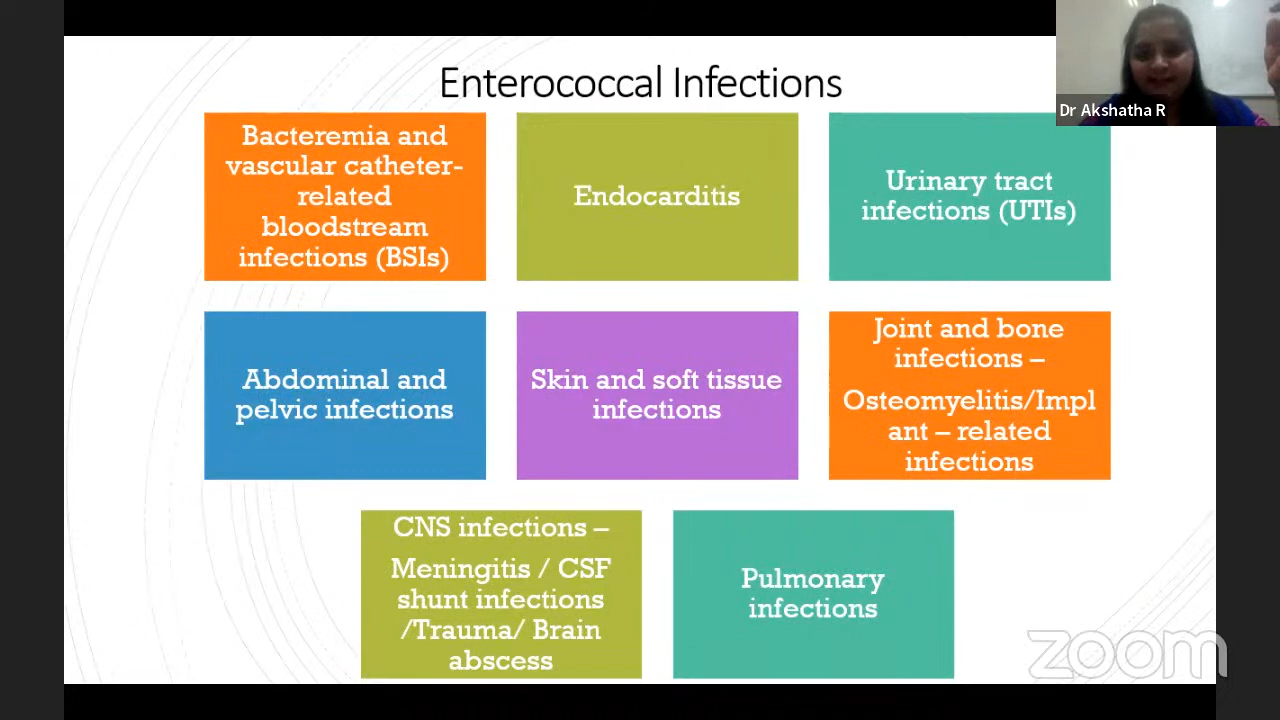 Enterococcal Infections
Dr Akshatha R
Bacteremia and
vascular catheter-
related
bloodstream
infections (BSIs)
Endocarditis
Urinary tract
infections (UTIs)
Abdominal and
pelvic infections
Skin and soft tissue
infections
Joint and bone
infections –
Osteomyelitis/Impl
ant – related
infections
CNS infections –
Meningitis / CSF
shunt infections
/Trauma/ Brain
abscess
Pulmonary
infections
zoom